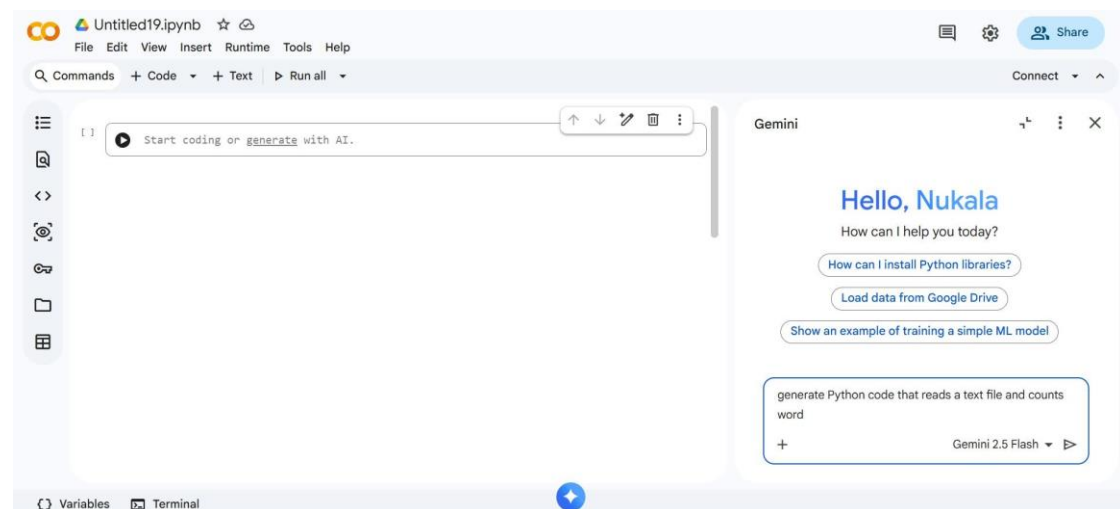 CO
Untitled19.ipynb
File Edit View Insert Runtime Tools Help
Share
Commands + Code + Text Run all
Connect
[ ]
Start coding or generate with AI.
Gemini
Hello, Nukala
How can I help you today?
How can I install Python libraries?
Load data from Google Drive
Show an example of training a simple ML model
generate Python code that reads a text file and counts
word
+ Gemini 2.5 Flash
{} Variables Terminal